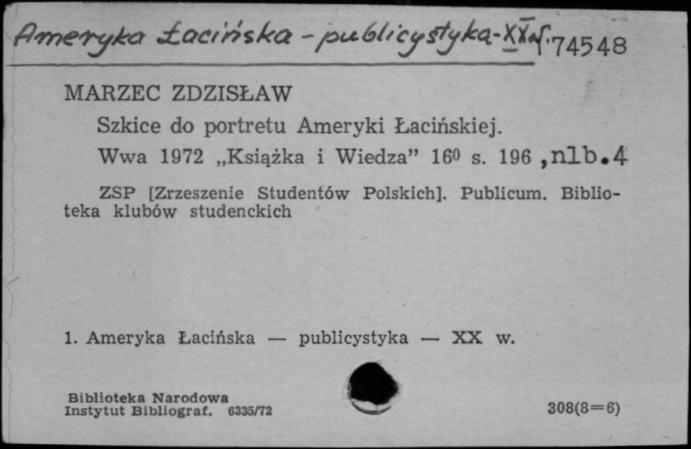 Ameryka Łacińska - publicystyka - XX w. 74548
MARZEC ZDZISŁAW
Szkice do portretu Ameryki Łacińskiej.
Wwa 1972 „Książka i Wiedza” 16⁰ s. 196 ,nlb.4
ZSP [Zrzeszenie Studentów Polskich]. Publicum. Biblio-
teka klubów studenckich
1. Ameryka Łacińska — publicystyka — XX w.
Biblioteka Narodowa
Instytut Bibliograf. 6335/72
308(8=6)